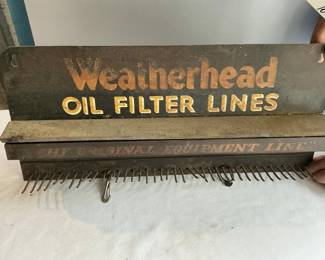 Weatherhead
OIL FILTER LINES
ORIGINAL EQUIPMENT LINE